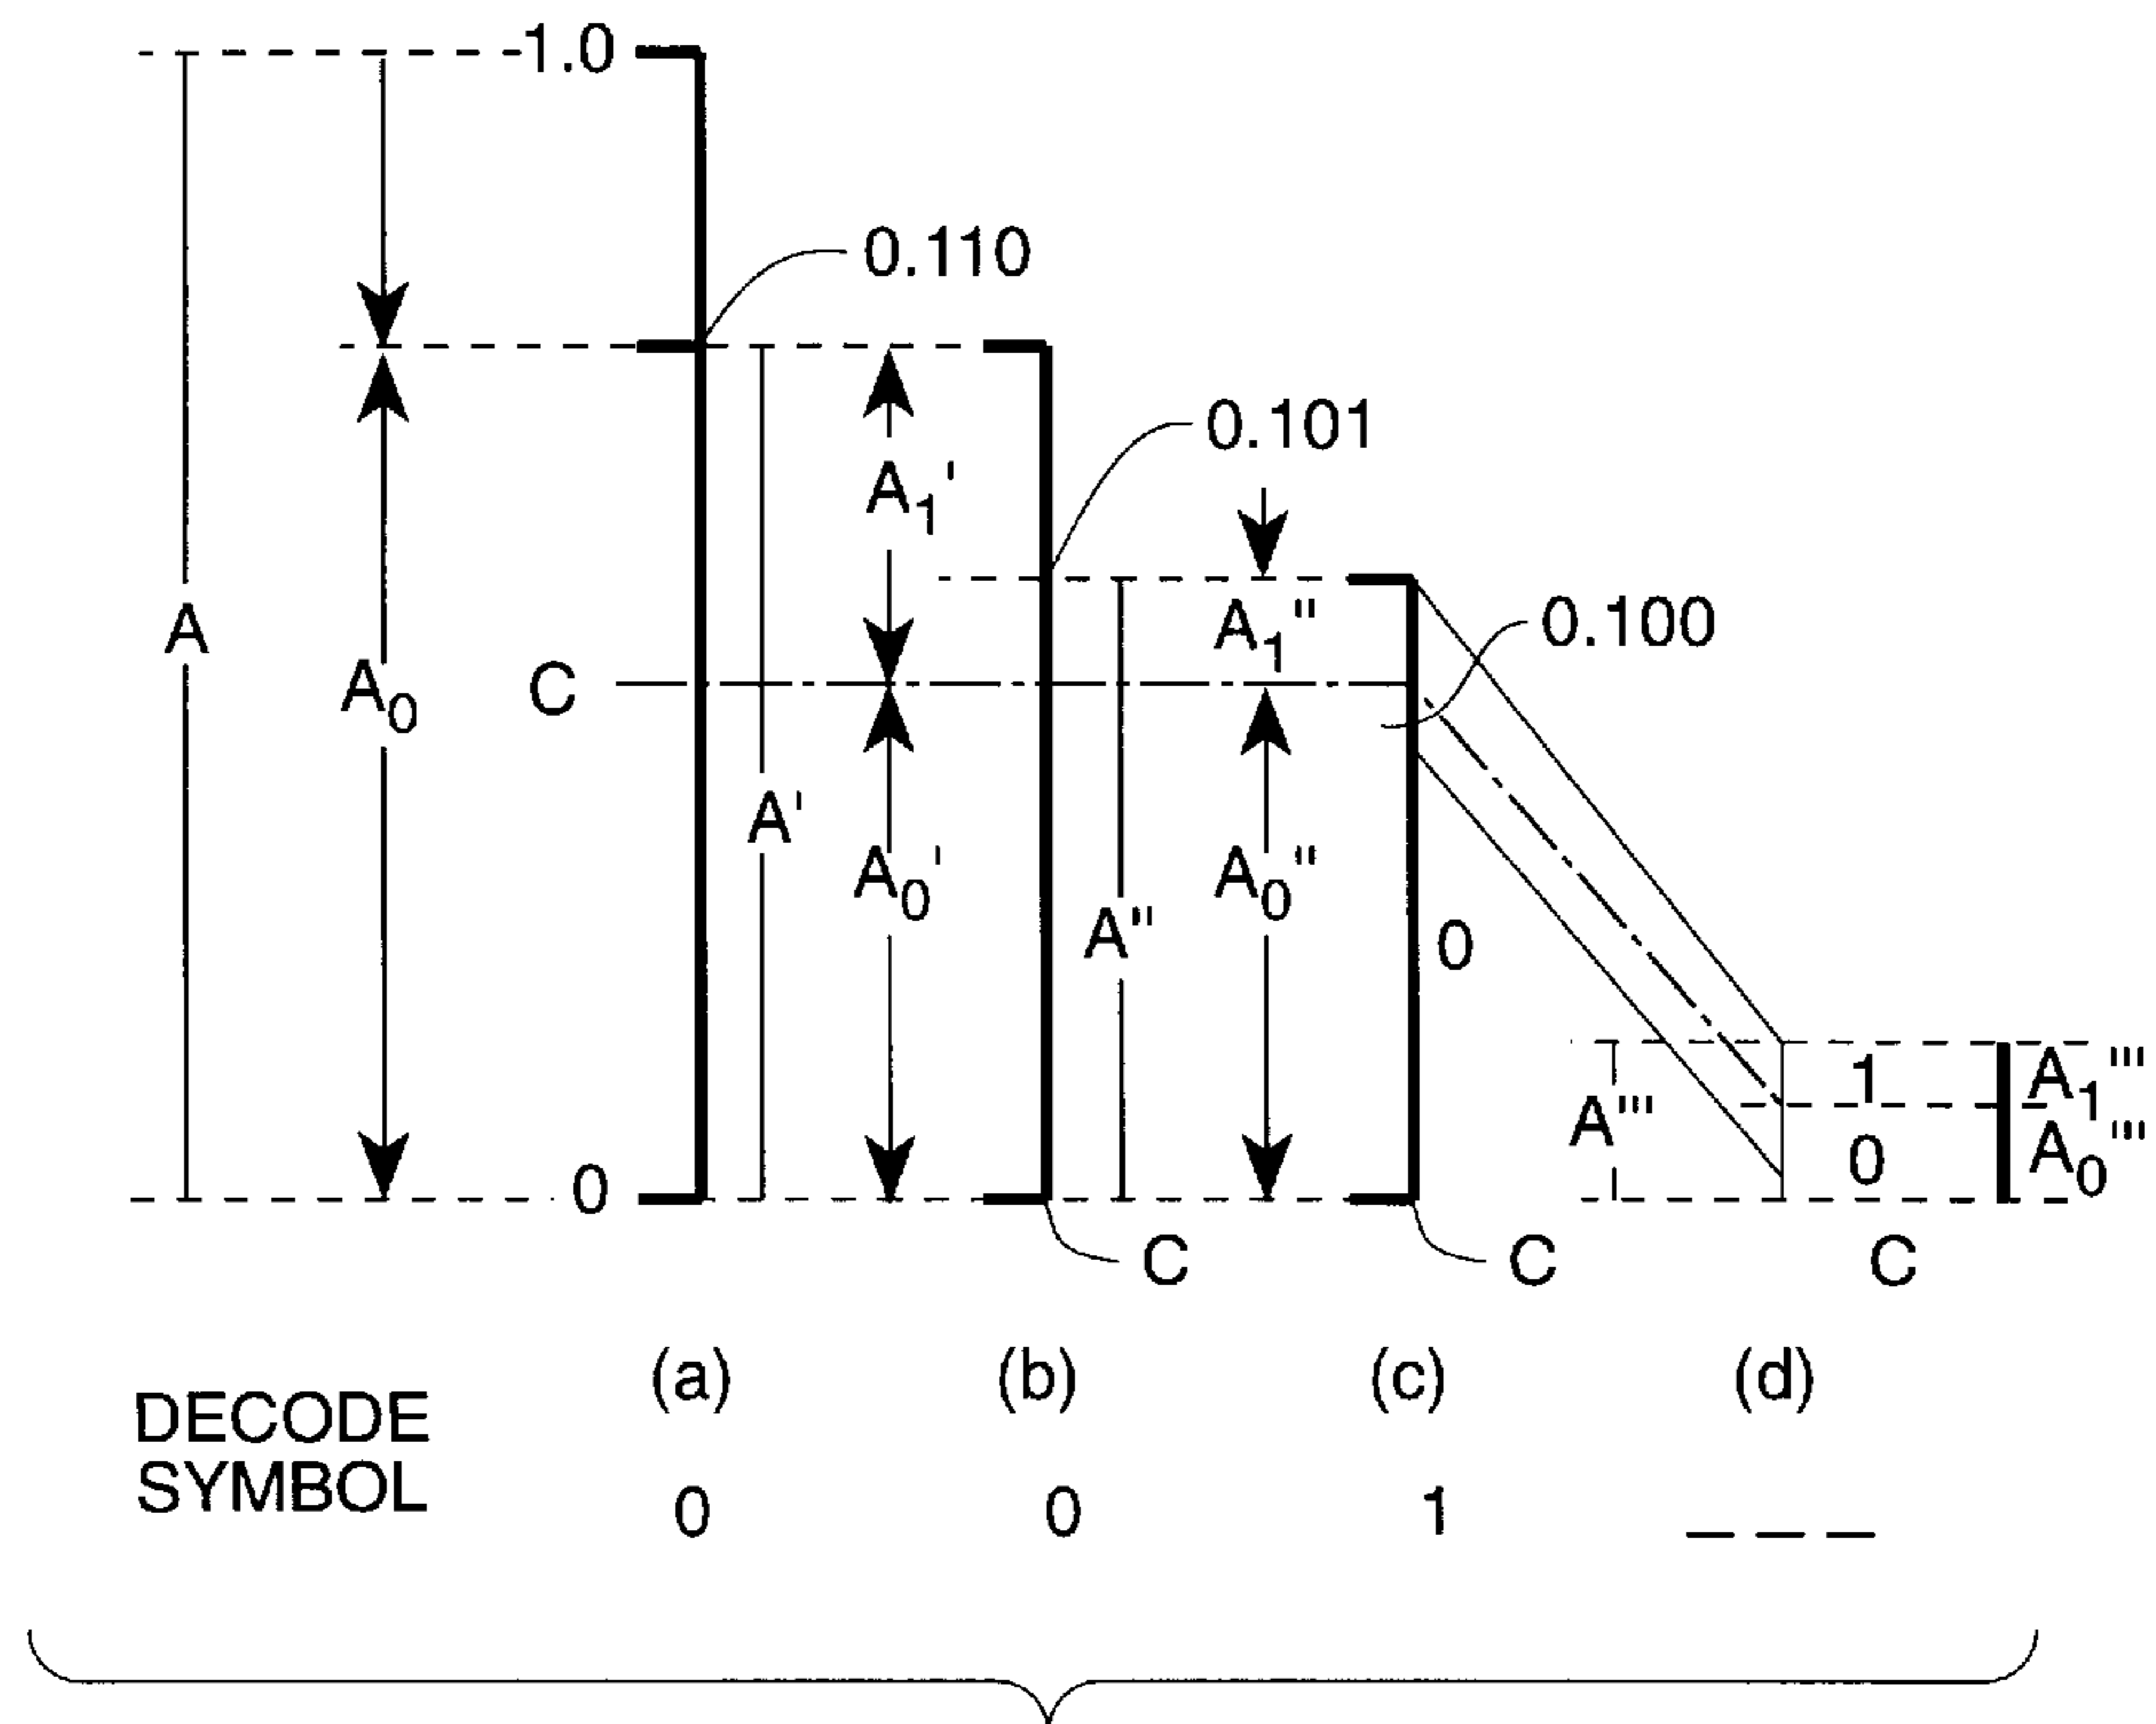 1.0
0.110
0.101
A₁'
A₁"
0.100
A
A₀
C
A'
A₀'
A₀"
A"
0
1
A₁'''
A'''
0
A₀'''
0
C
C
C
(a) (b) (c) (d)
DECODE
SYMBOL
0 0 1 — — —